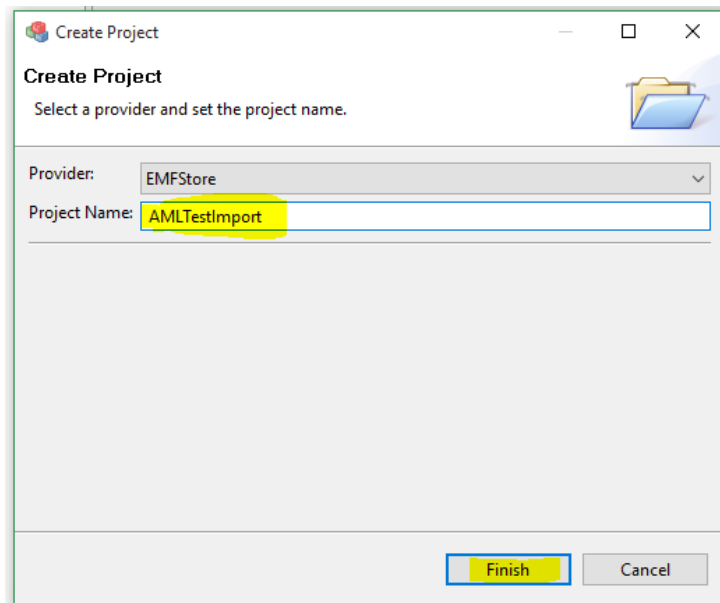 Create Project
Create Project
Select a provider and set the project name.
Provider: EMFStore
Project Name: AMLTestImport
Finish Cancel